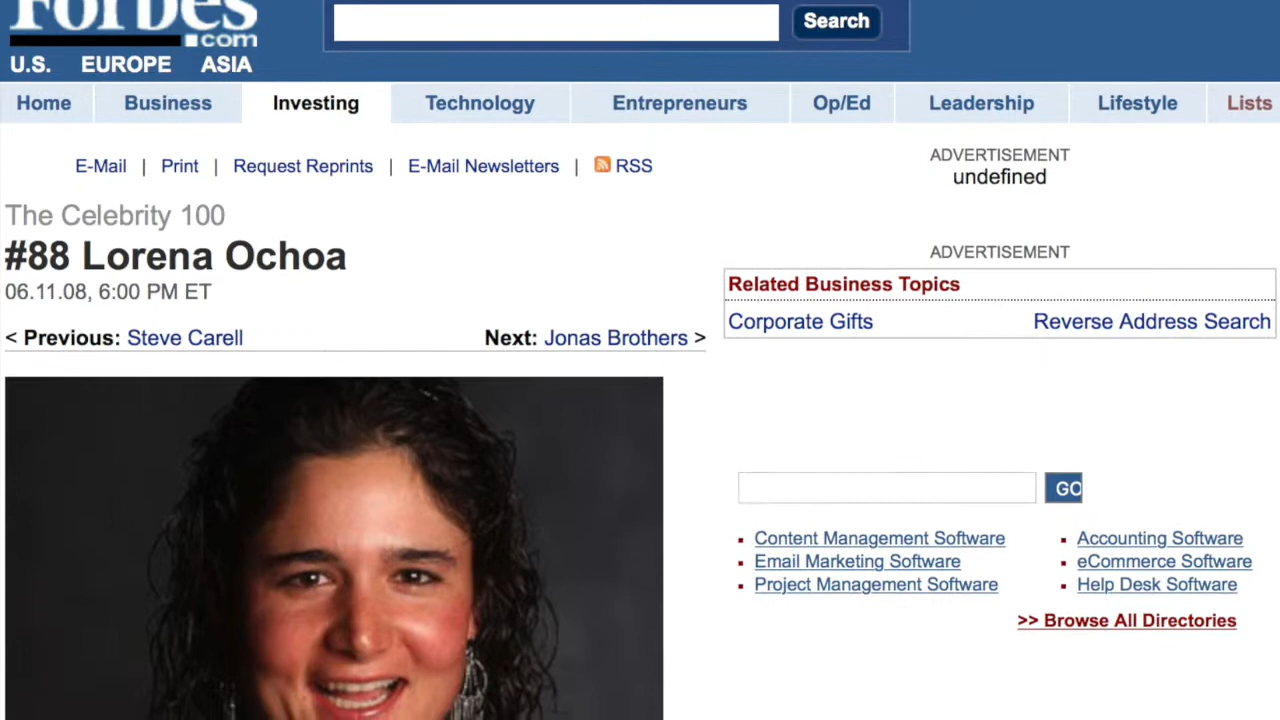 Forbes
.com
Search
U.S. EUROPE ASIA
Home Business Investing Technology Entrepreneurs Op/Ed Leadership Lifestyle Lists
E-Mail | Print | Request Reprints | E-Mail Newsletters | RSS
ADVERTISEMENT
undefined
The Celebrity 100
#88 Lorena Ochoa
06.11.08, 6:00 PM ET
< Previous: Steve Carell Next: Jonas Brothers >
ADVERTISEMENT
Related Business Topics
Corporate Gifts Reverse Address Search
GO
Content Management Software Accounting Software
Email Marketing Software eCommerce Software
Project Management Software Help Desk Software
>> Browse All Directories